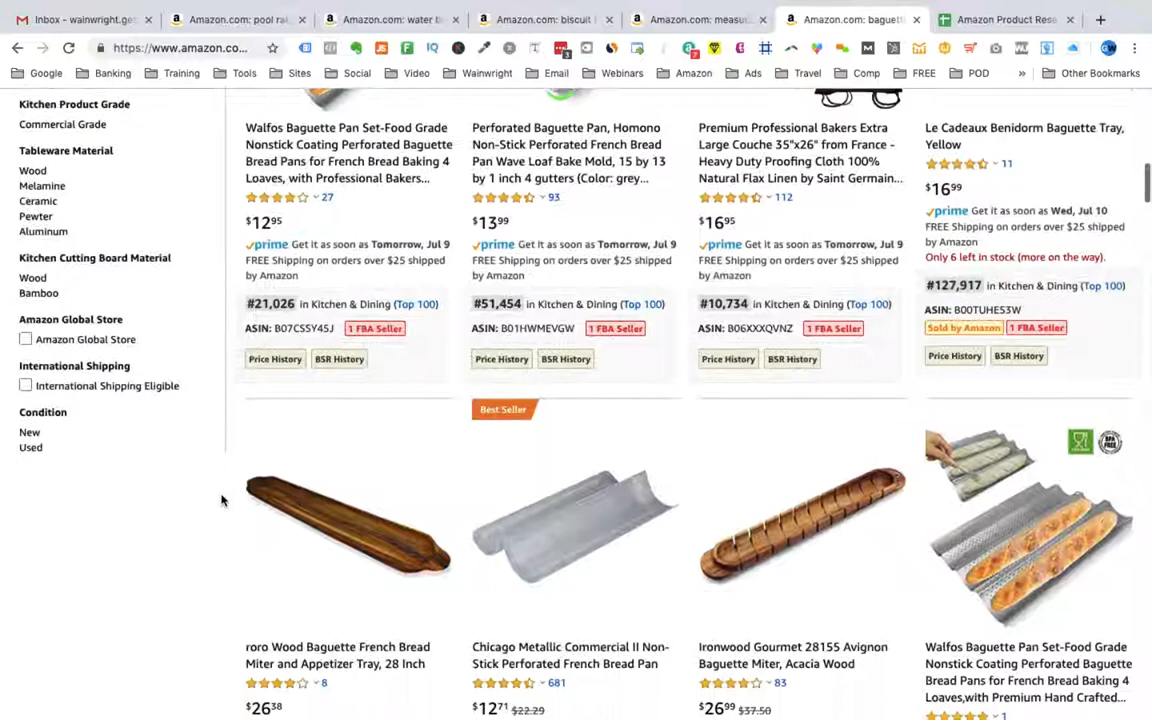 Inbox - wainwright.ge
Amazon.com: pool ra
Amazon.com: water b
Amazon.com: biscuit
Amazon.com: measu
Amazon.com: baguett
Amazon Product Rese
https://www.amazon.co...
Google
Banking
Training
Tools
Sites
Social
Video
Wainwright
Email
Webinars
Amazon
Ads
Travel
Comp
FREE
POD
»
Other Bookmarks
Kitchen Product Grade
Commercial Grade
Tableware Material
Wood
Melamine
Ceramic
Pewter
Aluminum
Kitchen Cutting Board Material
Wood
Bamboo
Amazon Global Store
Amazon Global Store
International Shipping
International Shipping Eligible
Condition
New
Used
Walfos Baguette Pan Set-Food Grade
Nonstick Coating Perforated Baguette
Bread Pans for French Bread Baking 4
Loaves, with Professional Bakers...
27
$1295
prime Get it as soon as Tomorrow, Jul 9
FREE Shipping on orders over $25 shipped
by Amazon
#21,026 in Kitchen & Dining (Top 100)
ASIN: B07CSSY45J 1 FBA Seller
Price History BSR History
Perforated Baguette Pan, Homono
Non-Stick Perforated French Bread
Pan Wave Loaf Bake Mold, 15 by 13
by 1 inch 4 gutters (Color: grey...
93
$1399
prime Get it as soon as Tomorrow, Jul 9
FREE Shipping on orders over $25 shipped
by Amazon
#51,454 in Kitchen & Dining (Top 100)
ASIN: B01HWMEVGW 1 FBA Seller
Price History BSR History
Premium Professional Bakers Extra
Large Couche 35"x26" from France -
Heavy Duty Proofing Cloth 100%
Natural Flax Linen by Saint Germain...
112
$1695
prime Get it as soon as Tomorrow, Jul 9
FREE Shipping on orders over $25 shipped
by Amazon
#10,734 in Kitchen & Dining (Top 100)
ASIN: B06XXXQVNZ 1 FBA Seller
Price History BSR History
Le Cadeaux Benidorm Baguette Tray,
Yellow
11
$1699
prime Get it as soon as Wed, Jul 10
FREE Shipping on orders over $25 shipped
by Amazon
Only 6 left in stock (more on the way).
#127,917 in Kitchen & Dining (Top 100)
ASIN: B00TUHE53W
Sold by Amazon 1 FBA Seller
Price History BSR History
roro Wood Baguette French Bread
Miter and Appetizer Tray, 28 Inch
8
$2638
Best Seller
Chicago Metallic Commercial II Non-
Stick Perforated French Bread Pan
681
$1271 $22.29
Ironwood Gourmet 28155 Avignon
Baguette Miter, Acacia Wood
83
$2699 $37.50
Walfos Baguette Pan Set-Food Grade
Nonstick Coating Perforated Baguette
Bread Pans for French Bread Baking 4
Loaves,with Premium Hand Crafted...
1